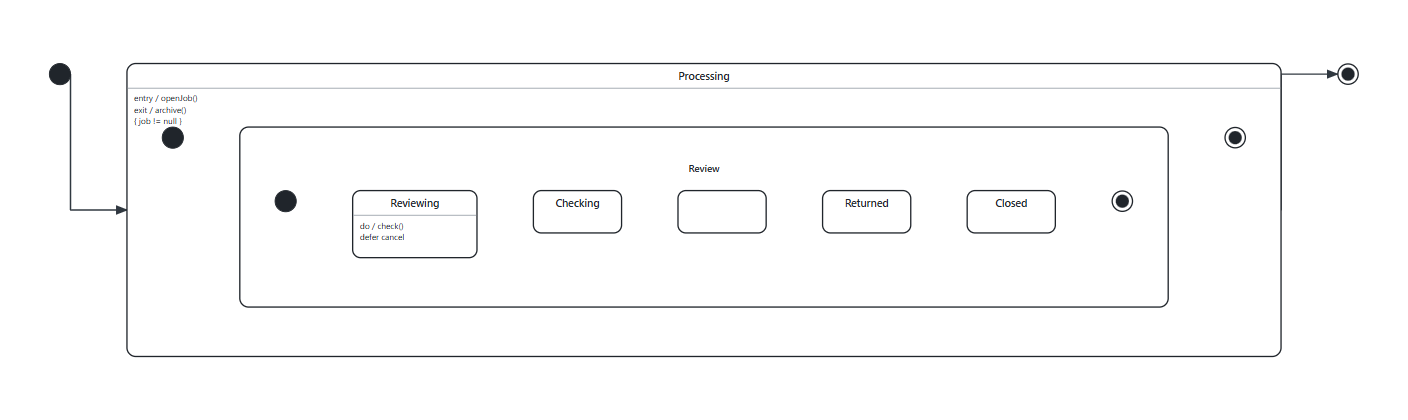 Processing
entry / openJob()
exit / archive()
{ job != null }
Review
Reviewing
do / check()
defer cancel
Checking
Returned
Closed